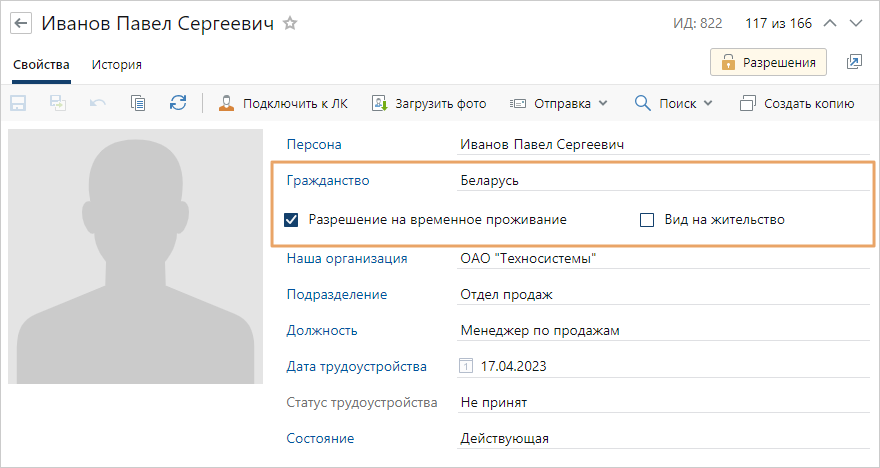 Иванов Павел Сергеевич ИД: 822 117 из 166
Свойства История Разрешения
Подключить к ЛК Загрузить фото Отправка Поиск Создать копию
Персона Иванов Павел Сергеевич
Гражданство Беларусь
Разрешение на временное проживание Вид на жительство
Наша организация ОАО "Техносистемы"
Подразделение Отдел продаж
Должность Менеджер по продажам
Дата трудоустройства 1 17.04.2023
Статус трудоустройства Не принят
Состояние Действующая